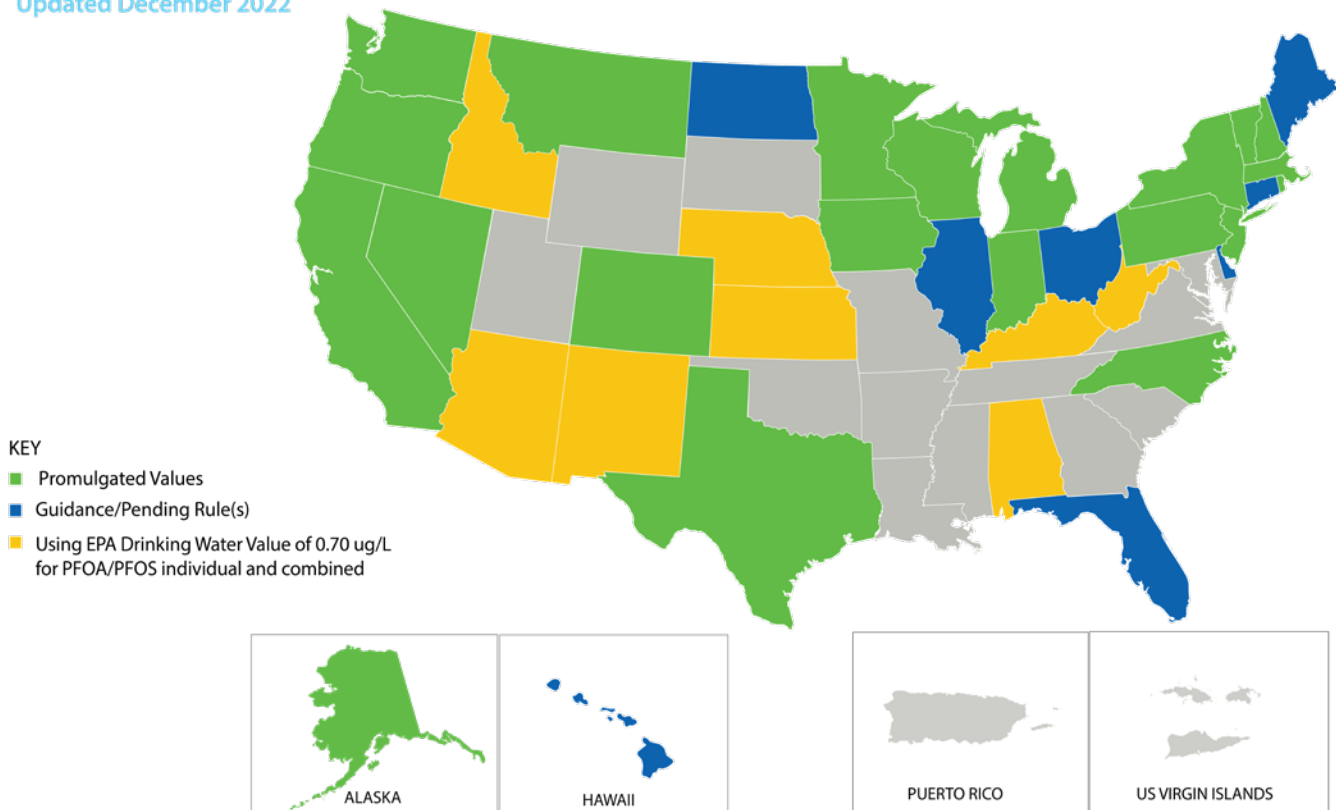 Updated December 2022
KEY
Promulgated Values
Guidance/Pending Rule(s)
Using EPA Drinking Water Value of 0.70 ug/L
for PFOA/PFOS individual and combined
ALASKA
HAWAII
PUERTO RICO
US VIRGIN ISLANDS